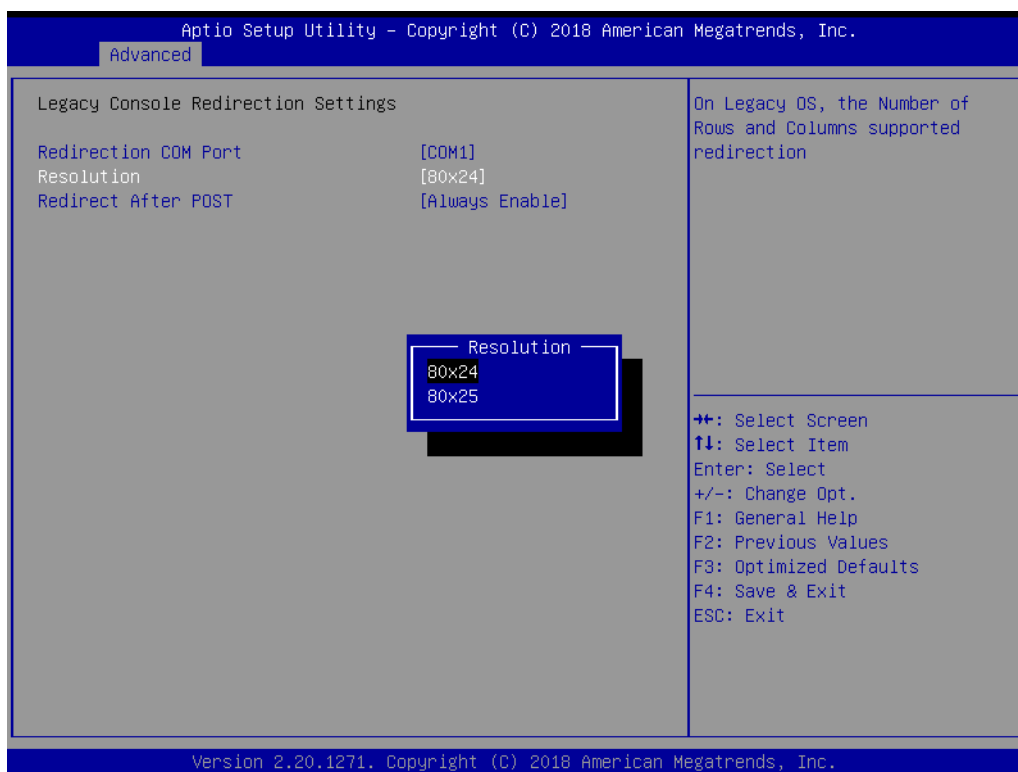 Aptio Setup Utility – Copyright (C) 2018 American Megatrends, Inc.
Advanced
Legacy Console Redirection Settings
Redirection COM Port [COM1]
Resolution [80x24]
Redirect After POST [Always Enable]
On Legacy OS, the Number of
Rows and Columns supported
redirection
Resolution
80x24
80x25
→←: Select Screen
↑↓: Select Item
Enter: Select
+/-: Change Opt.
F1: General Help
F2: Previous Values
F3: Optimized Defaults
F4: Save & Exit
ESC: Exit
Version 2.20.1271. Copyright (C) 2018 American Megatrends, Inc.